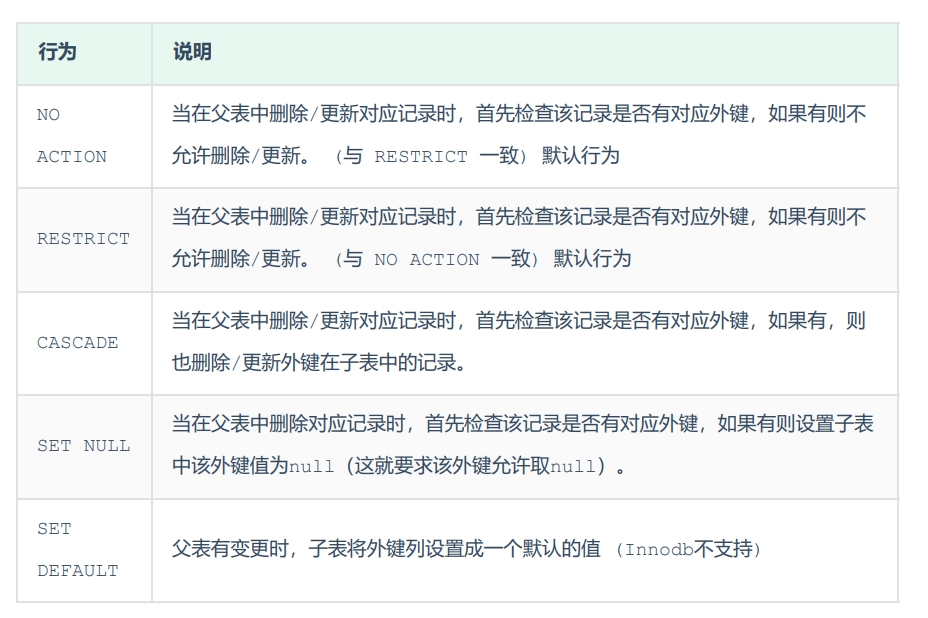 行为 说明
NO
ACTION
当在父表中删除/更新对应记录时，首先检查该记录是否有对应外键，如果有则不
允许删除/更新。 （与 RESTRICT 一致） 默认行为
RESTRICT
当在父表中删除/更新对应记录时，首先检查该记录是否有对应外键，如果有则不
允许删除/更新。 （与 NO ACTION 一致） 默认行为
CASCADE
当在父表中删除/更新对应记录时，首先检查该记录是否有对应外键，如果有，则
也删除/更新外键在子表中的记录。
SET NULL
当在父表中删除对应记录时，首先检查该记录是否有对应外键，如果有则设置子表
中该外键值为null（这就要求该外键允许取null）。
SET
DEFAULT
父表有变更时，子表将外键列设置成一个默认的值 （Innodb不支持）